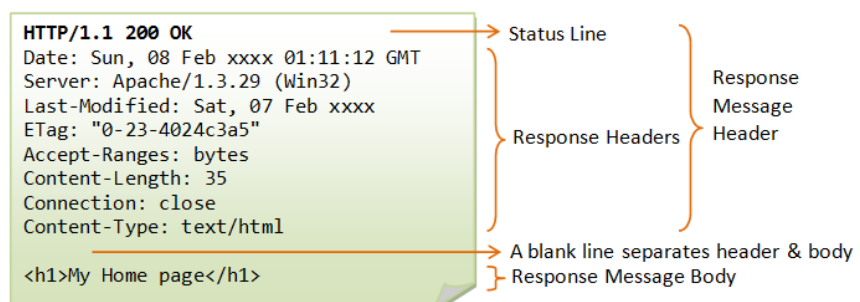 HTTP/1.1 200 OK
Date: Sun, 08 Feb xxxx 01:11:12 GMT
Server: Apache/1.3.29 (Win32)
Last-Modified: Sat, 07 Feb xxxx
ETag: "0-23-4024c3a5"
Accept-Ranges: bytes
Content-Length: 35
Connection: close
Content-Type: text/html
<h1>My Home page</h1>
Status Line
Response Headers
A blank line separates header & body
Response Message Body
Response
Message
Header